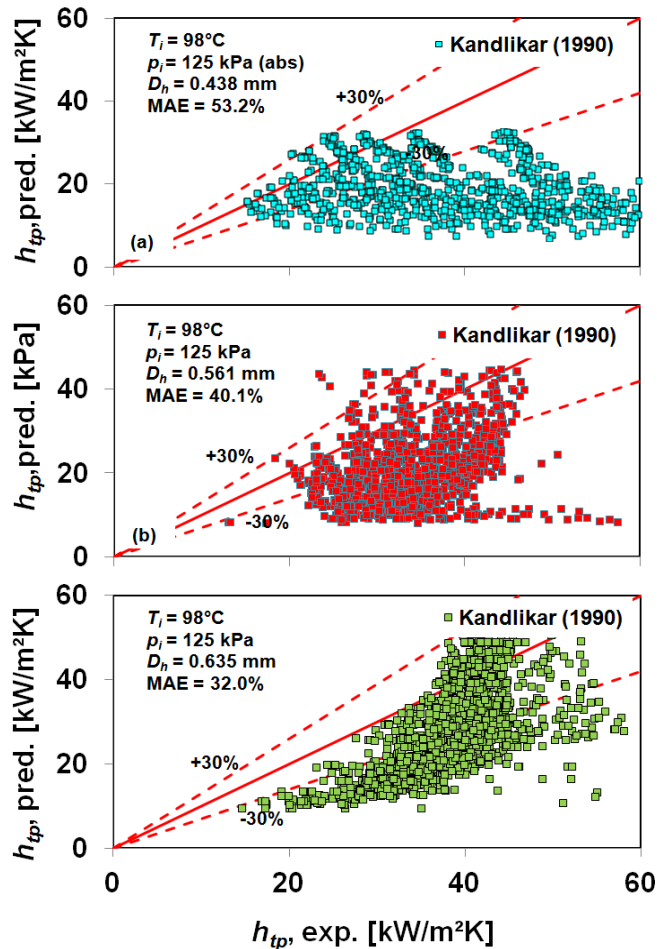 60
T_i = 98°C
p_i = 125 kPa (abs)
D_h = 0.438 mm
MAE = 53.2%
Kandlikar (1990)
+30%
-30%
40
20
0
(a)
h_tp,pred. [kW/m²K]
60
T_i = 98°C
p_i = 125 kPa
D_h = 0.561 mm
MAE = 40.1%
Kandlikar (1990)
+30%
-30%
40
20
0
(b)
h_tp,pred. [kPa]
60
T_i = 98°C
p_i = 125 kPa
D_h = 0.635 mm
MAE = 32.0%
Kandlikar (1990)
+30%
-30%
40
20
0
h_tp, pred. [kW/m²K]
0 20 40 60
h_tp, exp. [kW/m²K]